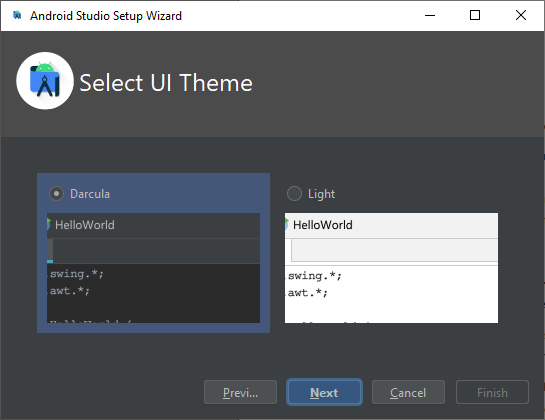 Android Studio Setup Wizard
Select UI Theme
Darcula
Light
HelloWorld
HelloWorld
swing.*;
awt.*;
swing.*;
awt.*;
Previ...
Next
Cancel
Finish